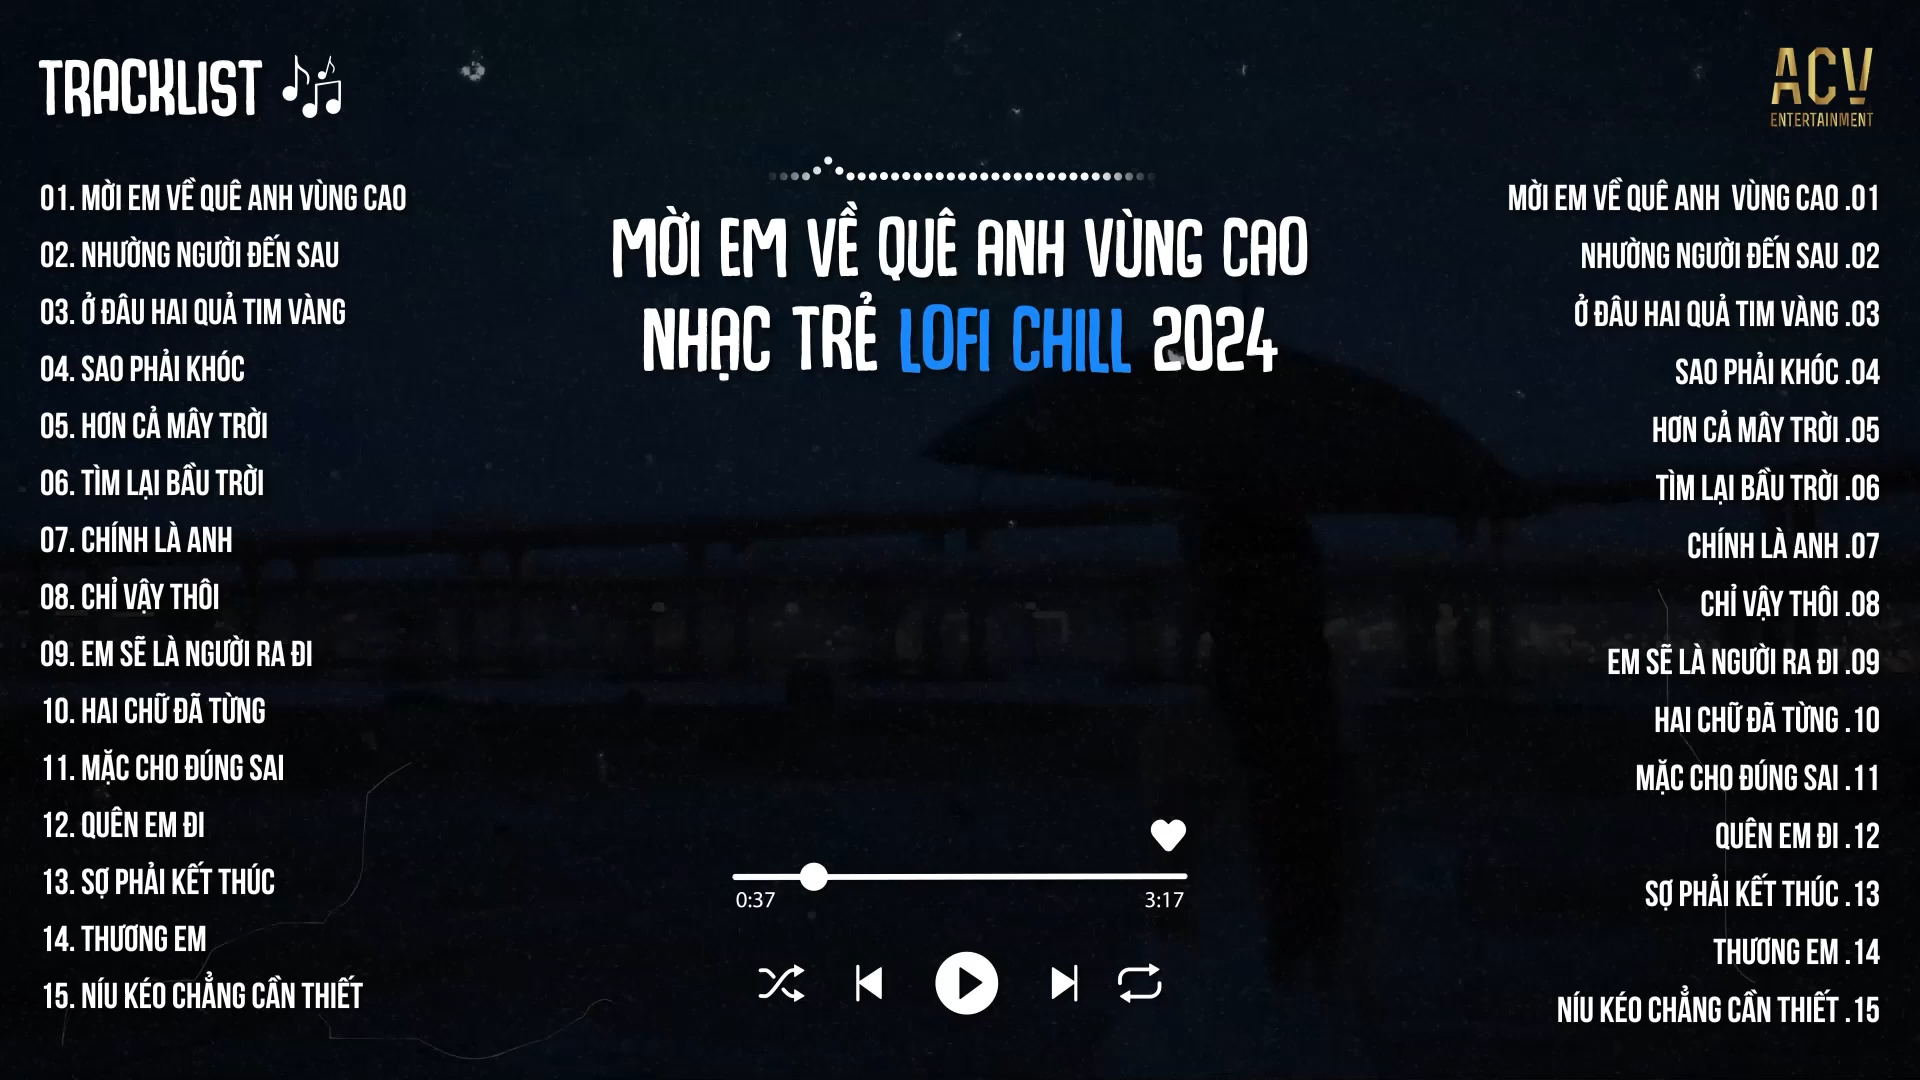 TRACKLIST
01. MỜI EM VỀ QUÊ ANH VÙNG CAO
02. NHƯỜNG NGƯỜI ĐẾN SAU
03. Ở ĐÂU HAI QUẢ TIM VÀNG
04. SAO PHẢI KHÓC
05. HƠN CẢ MÂY TRỜI
06. TÌM LẠI BẦU TRỜI
07. CHÍNH LÀ ANH
08. CHỈ VẬY THÔI
09. EM SẼ LÀ NGƯỜI RA ĐI
10. HAI CHỮ ĐÃ TỪNG
11. MẶC CHO ĐÚNG SAI
12. QUÊN EM ĐI
13. SỢ PHẢI KẾT THÚC
14. THƯƠNG EM
15. NÍU KÉO CHẲNG CẦN THIẾT
MỜI EM VỀ QUÊ ANH VÙNG CAO
NHẠC TRẺ LOFI CHILL 2024
0:37
3:17
ACV
ENTERTAINMENT
MỜI EM VỀ QUÊ ANH VÙNG CAO .01
NHƯỜNG NGƯỜI ĐẾN SAU .02
Ở ĐÂU HAI QUẢ TIM VÀNG .03
SAO PHẢI KHÓC .04
HƠN CẢ MÂY TRỜI .05
TÌM LẠI BẦU TRỜI .06
CHÍNH LÀ ANH .07
CHỈ VẬY THÔI .08
EM SẼ LÀ NGƯỜI RA ĐI .09
HAI CHỮ ĐÃ TỪNG .10
MẶC CHO ĐÚNG SAI .11
QUÊN EM ĐI .12
SỢ PHẢI KẾT THÚC .13
THƯƠNG EM .14
NÍU KÉO CHẲNG CẦN THIẾT .15